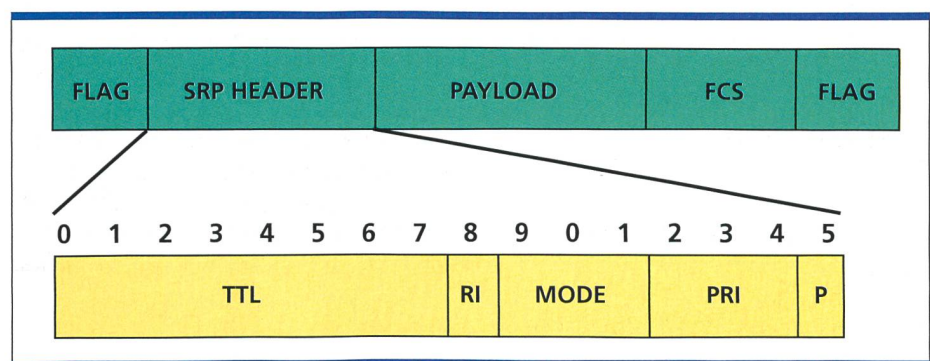 FLAG SRP HEADER PAYLOAD FCS FLAG
0 1 2 3 4 5 6 7 8 9 0 1 2 3 4 5
TTL RI MODE PRI P